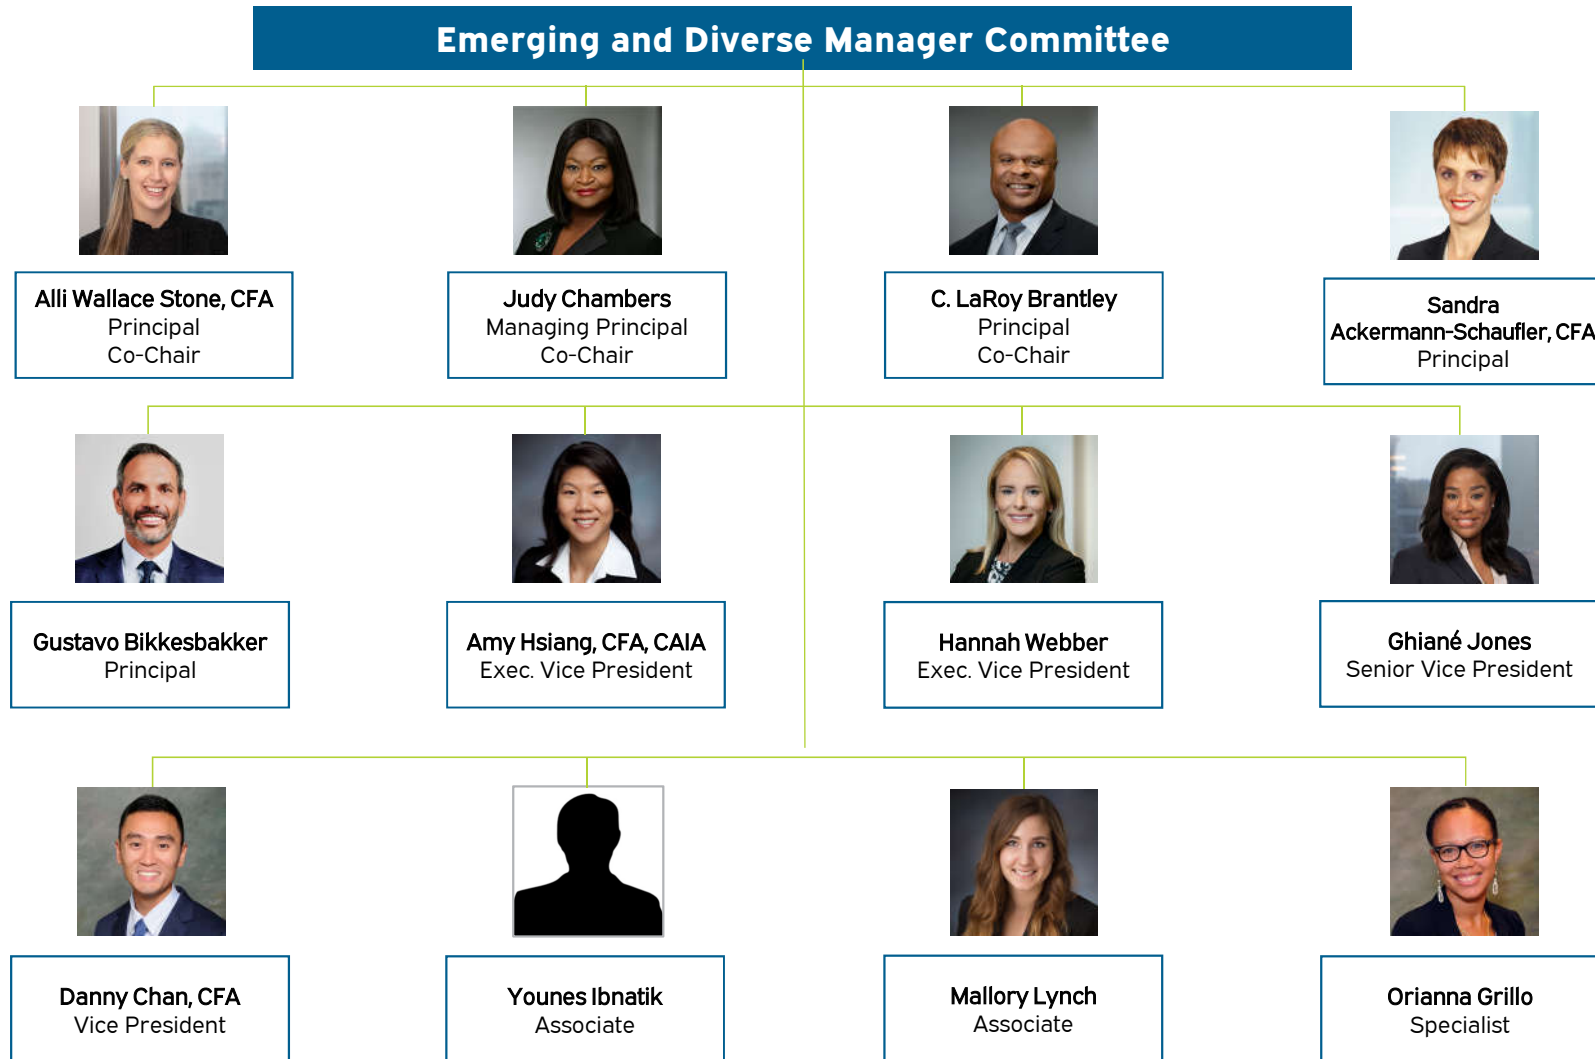 Emerging and Diverse Manager Committee
Alli Wallace Stone, CFA
Principal
Co-Chair
Judy Chambers
Managing Principal
Co-Chair
C. LaRoy Brantley
Principal
Co-Chair
Sandra
Ackermann-Schaufler, CFA
Principal
Gustavo Bikkesbakker
Principal
Amy Hsiang, CFA, CAIA
Exec. Vice President
Hannah Webber
Exec. Vice President
Ghiané Jones
Senior Vice President
Danny Chan, CFA
Vice President
Younes Ibnatik
Associate
Mallory Lynch
Associate
Orianna Grillo
Specialist